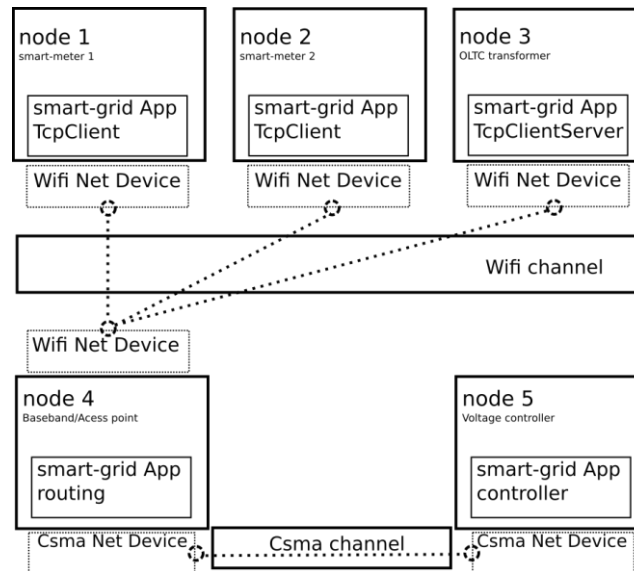 node 1
smart-meter 1
smart-grid App
TcpClient
Wifi Net Device
node 2
smart-meter 2
smart-grid App
TcpClient
Wifi Net Device
node 3
OLTC transformer
smart-grid App
TcpClientServer
Wifi Net Device
Wifi channel
Wifi Net Device
node 4
Baseband/Acess point
smart-grid App
routing
Csma Net Device
Csma channel
node 5
Voltage controller
smart-grid App
controller
Csma Net Device